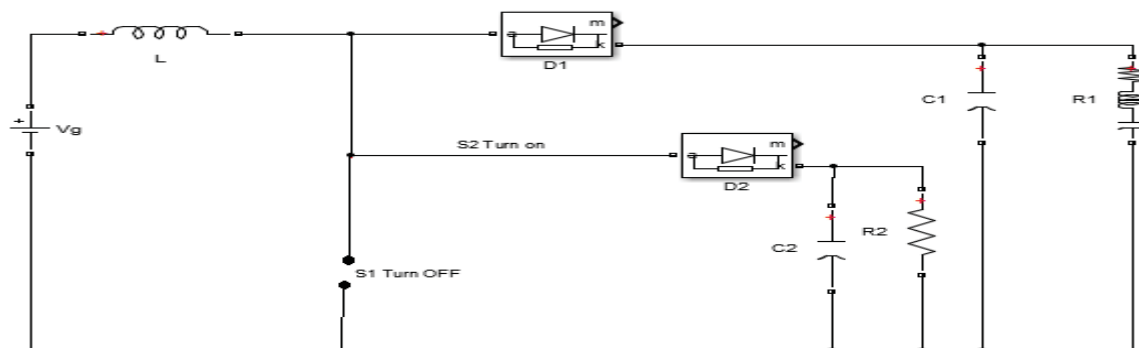 m
a
k
D1
L
C1
R1
+
Vg
S2 Turn on
m
a
k
D2
C2
R2
S1 Turn OFF